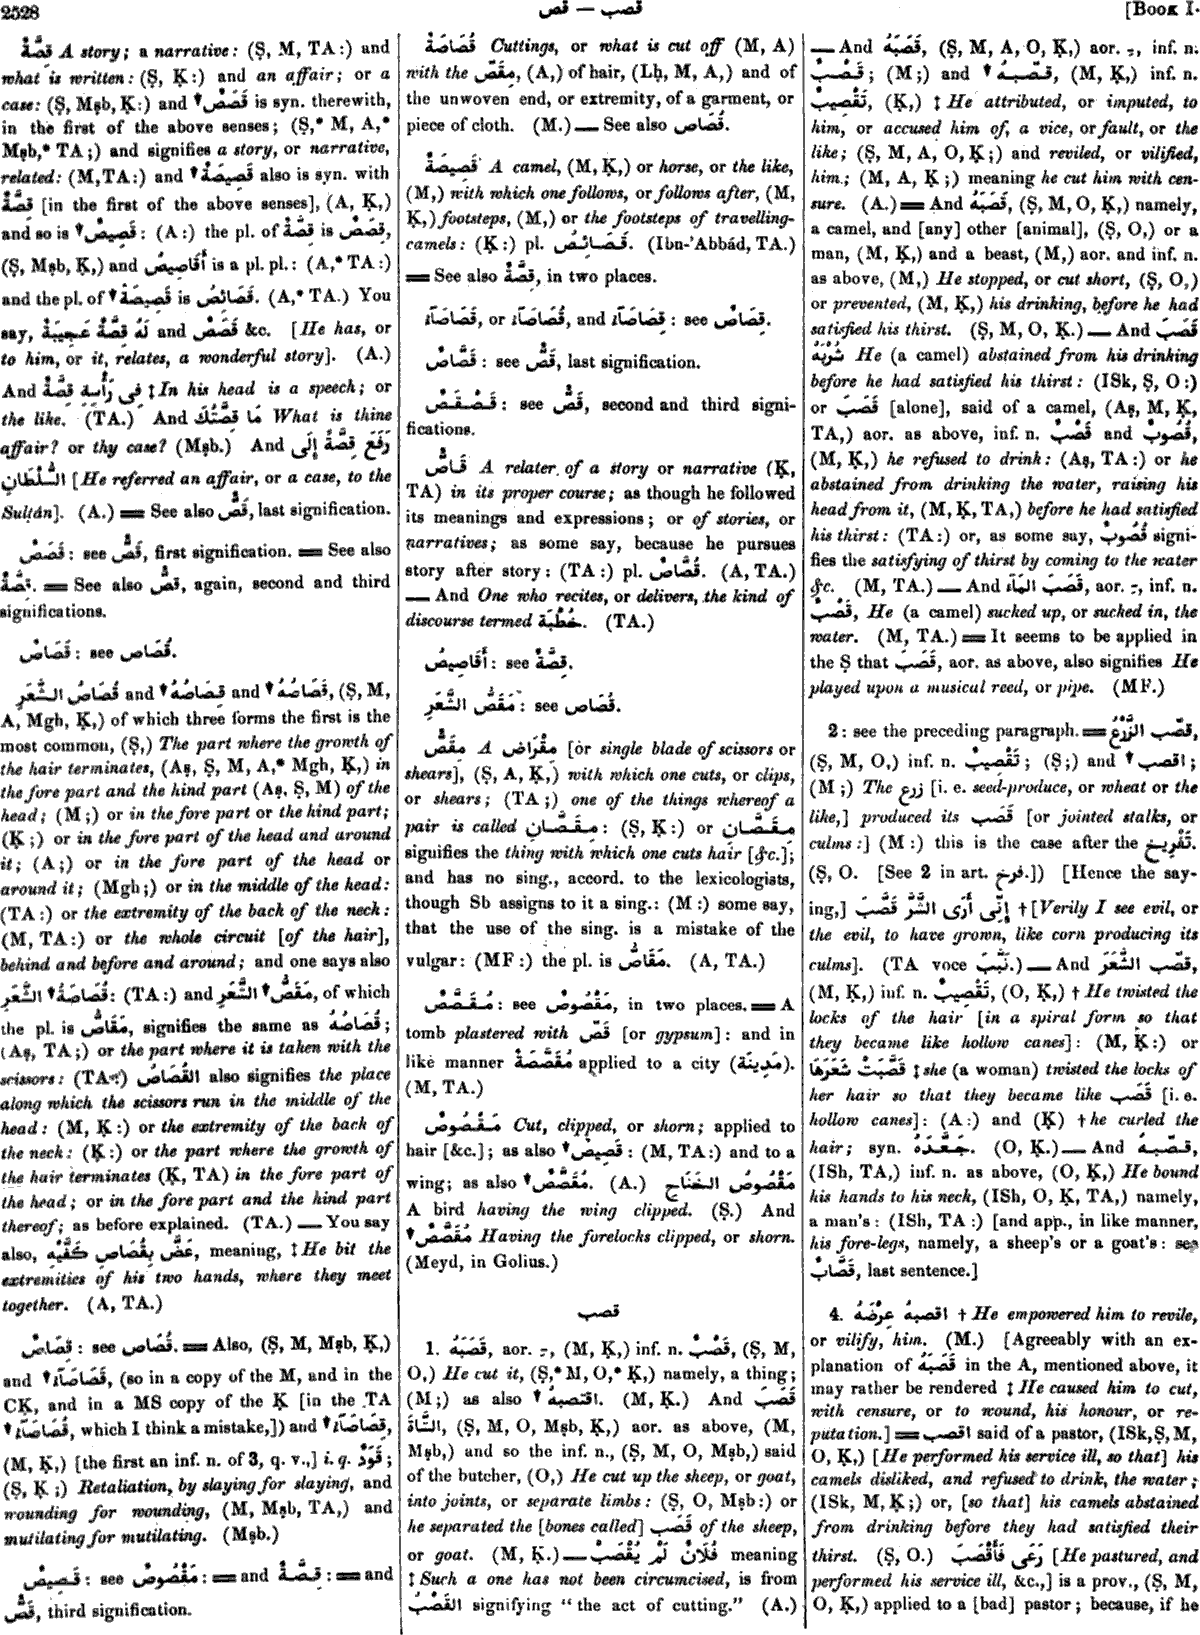 2528
قصب — قص
[Book I.
قِصَّةٌ A story; a narrative: (Ṣ, M, TA:) and
what is written: (Ṣ, Ḳ:) and an affair; or a
case: (Ṣ, Mṣb, Ḳ:) and ↑ قَصَصٌ is syn. therewith,
in the first of the above senses; (Ṣ,* M, A,*
Mṣb,* TA;) and signifies a story, or narrative,
related: (M, TA:) and ↑ قَصِيصَةٌ also is syn. with
قِصَّةٌ [in the first of the above senses], (A, Ḳ,)
and so is ↑ قَصِيصٌ: (A:) the pl. of قِصَّةٌ is قِصَصٌ,
(Ṣ, Mṣb, Ḳ,) and أَقَاصِيصُ is a pl. pl.: (A,* TA:)
and the pl. of ↑ قَصِيصَةٌ is قَصَائِصُ. (A,* TA.) You
say, لَهُ قِصَّةٌ عَجِيبَةٌ and قَصَصٌ &c. [He has, or
to him, or it, relates, a wonderful story]. (A.)
And فِى رَأْسِهِ قِصَّةٌ ‡ In his head is a speech; or
the like. (TA.) And مَا قِصَّتُكَ What is thine
affair? or thy case? (Mṣb.) And رَفَعَ قِصَّةً إِلَى
السُّلْطَانِ [He referred an affair, or a case, to the
Sulṭán]. (A.) == See also قَصٌّ, last signification.
قَصَصٌ: see قَصٌّ, first signification. == See also
قِصَّةٌ. == See also قَصٌّ, again, second and third
significations.
قَصَاصٌ: see قُصَاص.
قُصَاصُ الشَّعَرِ and ↑ قِصَاصُهُ and ↑ قَصَاصُهُ, (Ṣ, M,
A, Mgh, Ḳ,) of which three forms the first is the
most common, (Ṣ,) The part where the growth of
the hair terminates, (Aṣ, Ṣ, M, A,* Mgh, Ḳ,) in
the fore part and the hind part (Aṣ, Ṣ, M) of the
head; (M;) or in the fore part or the hind part;
(Ḳ;) or in the fore part of the head and around
it; (A;) or in the fore part of the head or
around it; (Mgh;) or in the middle of the head:
(TA:) or the extremity of the back of the neck:
(M, TA:) or the whole circuit [of the hair],
behind and before and around; and one says also
قُصَاصَةُ ↑ الشَّعَرِ: (TA:) and مَقَصُّ ↑ الشَّعَرِ, of which
the pl. is مَقَاصُّ, signifies the same as قُصَاصُهُ;
(Aṣ, TA;) or the part where it is taken with the
scissors: (TA:) القُصَاصُ also signifies the place
along which the scissors run in the middle of the
head: (M, Ḳ:) or the extremity of the back of
the neck: (Ḳ:) or the part where the growth of
the hair terminates (Ḳ, TA) in the fore part of
the head; or in the fore part and the hind part
thereof; as before explained. (TA.) — You say
also, عَضَّ بِقُصَاصِ كَفَّيْهِ, meaning, ‡ He bit the
extremities of his two hands, where they meet
together. (A, TA.)
قِصَاصٌ: see قُصَاص. == Also, (Ṣ, M, Mṣb, Ḳ,)
and ↑ قَصَاصَآءُ, (so in a copy of the M, and in the
CḲ, and in a MS copy of the Ḳ [in the TA
↑ قُصَاصَآءُ, which I think a mistake,]) and ↑ قِصَاصَآءُ,
(M, Ḳ,) [the first an inf. n. of 3, q. v.,] i. q. قَوَدٌ;
(Ṣ, Ḳ;) Retaliation, by slaying for slaying, and
wounding for wounding, (M, Mṣb, TA,) and
mutilating for mutilating. (Mṣb.)
قَصِيصٌ: see مَقْصُوصٌ: == and قِصَّةٌ: == and
قَصٌّ, third signification.
قُصَاصَةٌ Cuttings, or what is cut off (M, A)
with the مِقَصّ, (A,) of hair, (Lḥ, M, A,) and of
the unwoven end, or extremity, of a garment, or
piece of cloth. (M.) — See also قُصَاص.
قَصِيصَةٌ A camel, (M, Ḳ,) or horse, or the like,
(M,) with which one follows, or follows after, (M,
Ḳ,) footsteps, (M,) or the footsteps of travelling-
camels: (Ḳ:) pl. قَصَائِصُ. (Ibn-'Abbád, TA.)
== See also قِصَّةٌ, in two places.
قَصَاصَآءُ, or قُصَاصَآءُ, and قِصَاصَآءُ: see قِصَاصٌ.
قَصَّاصٌ: see قَصٌّ, last signification.
قَصْقَصٌ: see قَصٌّ, second and third signi-
fications.
قَاصٌّ A relater of a story or narrative (Ḳ,
TA) in its proper course; as though he followed
its meanings and expressions; or of stories, or
narratives; as some say, because he pursues
story after story: (TA:) pl. قُصَّاصٌ. (A, TA.)
— And One who recites, or delivers, the kind of
discourse termed خُطْبَة. (TA.)
أَقَاصِيصُ: see قِصَّةٌ.
مَقَصُّ الشَّعَرِ: see قُصَاص.
مِقَصٌّ A مِقْرَاض [or single blade of scissors or
shears], (Ṣ, A, Ḳ,) with which one cuts, or clips,
or shears; (TA;) one of the things whereof a
pair is called مِقَصَّانِ: (Ṣ, Ḳ:) or مِقَصَّانِ
signifies the thing with which one cuts hair [&c.];
and has no sing., accord. to the lexicologists,
though Sb assigns to it a sing.: (M:) some say,
that the use of the sing. is a mistake of the
vulgar: (MF:) the pl. is مَقَاصُّ. (A, TA.)
مُقَصَّصٌ: see مَقْصُوصٌ, in two places. == A
tomb plastered with قَصّ [or gypsum]: and in
like manner مُقَصَّصَةٌ applied to a city (مَدِينَة).
(M, TA.)
مَقْصُوصٌ Cut, clipped, or shorn; applied to
hair [&c.]; as also ↑ قَصِيصٌ: (M, TA:) and to a
wing; as also ↑ مُقَصَّصٌ. (A.) مَقْصُوصُ الجَنَاحِ
A bird having the wing clipped. (Ṣ.) And
↑ مُقَصَّصٌ Having the forelocks clipped, or shorn.
(Meyd, in Golius.)
قصب
1. قَصَبَهُ, aor. ـِ, (M, Ḳ,) inf. n. قَصْبٌ, (Ṣ, M,
O,) He cut it, (Ṣ,* M, O,* Ḳ,) namely, a thing;
(M;) as also ↑ اقتصبهُ. (M, Ḳ.) And قَصَبَ
الشَّاةَ, (Ṣ, M, O, Mṣb, Ḳ,) aor. as above, (M,
Mṣb,) and so the inf. n., (Ṣ, M, O, Mṣb,) said
of the butcher, (O,) He cut up the sheep, or goat,
into joints, or separate limbs: (Ṣ, O, Mṣb:) or
he separated the [bones called] قَصَب of the sheep,
or goat. (M, Ḳ.) — فُلَانٌ لَمْ يُقْصَبْ meaning
‡ Such a one has not been circumcised, is from
القَصْبُ signifying "the act of cutting." (A.)
— And قَصَبَهُ, (Ṣ, M, A, O, Ḳ,) aor. ـِ, inf. n.
قَصْبٌ; (M;) and ↑ قصّبهُ, (M, Ḳ,) inf. n.
تَقْصِيبٌ, (Ḳ,) ‡ He attributed, or imputed, to
him, or accused him of, a vice, or fault, or the
like; (Ṣ, M, A, O, Ḳ;) and reviled, or vilified,
him; (M, A, Ḳ;) meaning he cut him with cen-
sure. (A.) == And قَصَبَهُ, (Ṣ, M, O, Ḳ,) namely,
a camel, and [any] other [animal], (Ṣ, O,) or a
man, (M, Ḳ,) and a beast, (M,) aor. and inf. n.
as above, (M,) He stopped, or cut short, (Ṣ, O,)
or prevented, (M, Ḳ,) his drinking, before he had
satisfied his thirst. (Ṣ, M, O, Ḳ.) — And قَصَبَ
شُرْبَهُ He (a camel) abstained from his drinking
before he had satisfied his thirst: (ISk, Ṣ, O:)
or قَصَبَ [alone], said of a camel, (Aṣ, M, Ḳ,
TA,) aor. as above, inf. n. قَصْبٌ and قُصُوبٌ,
(M, Ḳ,) he refused to drink: (Aṣ, TA:) or he
abstained from drinking the water, raising his
head from it, (M, Ḳ, TA,) before he had satisfied
his thirst: (TA:) or, as some say, قُصُوبٌ signi-
fies the satisfying of thirst by coming to the water
&c. (M, TA.) — And قَصَبَ المَآءَ, aor. ـِ, inf. n.
قَصْبٌ, He (a camel) sucked up, or sucked in, the
water. (M, TA.) == It seems to be applied in
the Ṣ that قَصَبَ, aor. as above, also signifies He
played upon a musical reed, or pipe. (MF.)
2: see the preceding paragraph. == قصّب الزَّرْعُ,
(Ṣ, M, O,) inf. n. تَقْصِيبٌ; (Ṣ;) and ↑ اقصب;
(M;) The زرع [i. e. seed-produce, or wheat or the
like,] produced its قَصَب [or jointed stalks, or
culms:] (M:) this is the case after the تَفْرِيخ.
(Ṣ, O. [See 2 in art. فرخ.]) [Hence the say-
ing,] إِنِّى أَرَى الشَّرَّ قَصَّبَ † [Verily I see evil, or
the evil, to have grown, like corn producing its
culms]. (TA voce نَبَّبَ.) — And قصّب الشَّعَرَ,
(M, Ḳ,) inf. n. تَقْصِيبٌ, (O, Ḳ,) † He twisted the
locks of the hair [in a spiral form so that
they became like hollow canes]: (M, Ḳ:) or
قَصَّبَتْ شَعَرَهَا ‡ she (a woman) twisted the locks of
her hair so that they became like قَصَب [i. e.
hollow canes]: (A:) and (Ḳ) † he curled the
hair; syn. جَعَّدَهُ. (O, Ḳ.) — And قصّبهُ,
(ISh, TA,) inf. n. as above, (O, Ḳ,) He bound
his hands to his neck, (ISh, O, Ḳ, TA,) namely,
a man's: (ISh, TA:) [and app., in like manner,
his fore-legs, namely, a sheep's or a goat's: see
قَصَّابٌ, last sentence.]
4. اقصبهُ عِرْضَهُ † He empowered him to revile,
or vilify, him. (M.) [Agreeably with an ex-
planation of قَصَبَهُ in the A, mentioned above, it
may rather be rendered ‡ He caused him to cut,
with censure, or to wound, his honour, or re-
putation.] == اقصب said of a pastor, (ISk, Ṣ, M,
O, Ḳ,) [He performed his service ill, so that] his
camels disliked, and refused to drink, the water;
(ISk, M, Ḳ;) or, [so that] his camels abstained
from drinking before they had satisfied their
thirst. (Ṣ, O.) رَعَى فَأَقْصَبَ [He pastured, and
performed his service ill, &c.,] is a prov., (Ṣ, M,
O, Ḳ,) applied to a [bad] pastor; because, if he